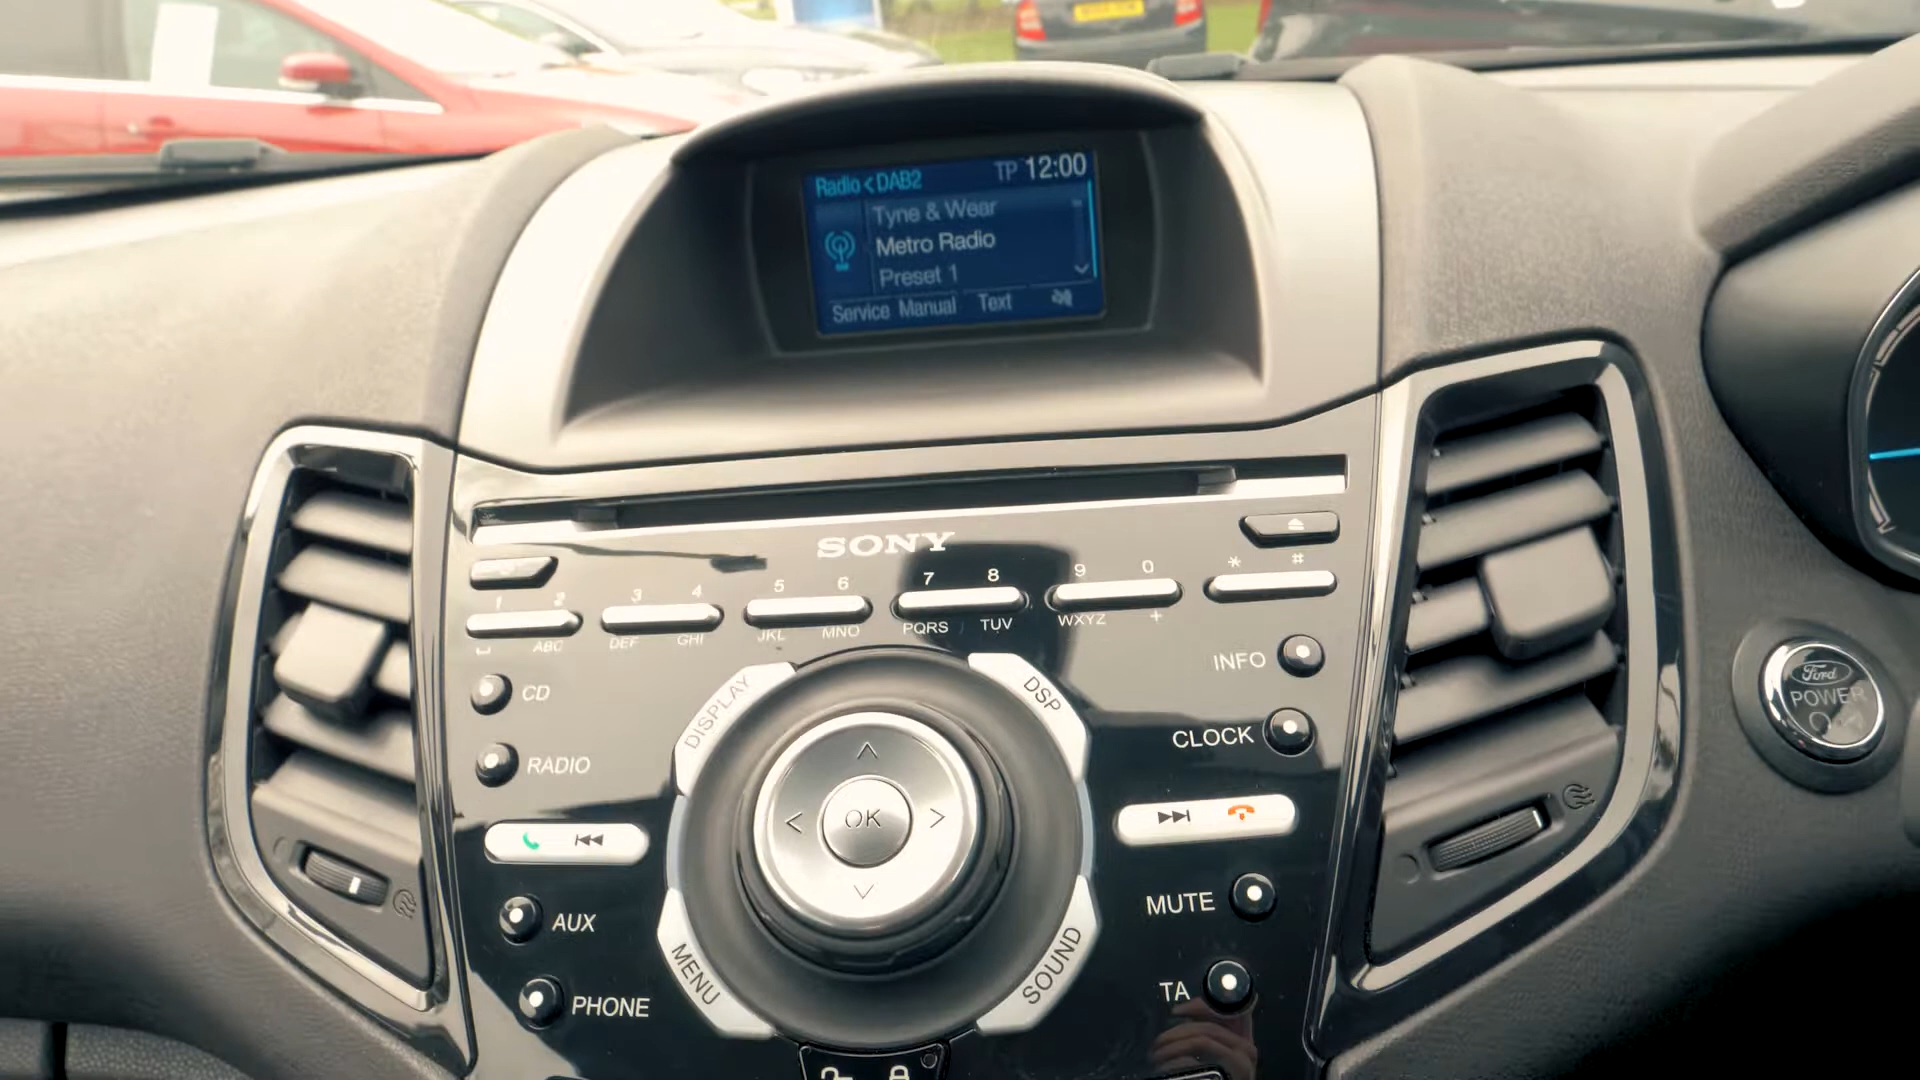 Radio < DAB2 TP 12:00
Tyne & Wear
Metro Radio
Preset 1
Service Manual Text
SONY
1 2 3 4 5 6 7 8 9 0 * #
ABC DEF GHI JKL MNO PQRS TUV WXYZ +
CD
RADIO
AUX
PHONE
DISPLAY
DSP
OK
MENU
SOUND
INFO
CLOCK
MUTE
TA
Ford
POWER